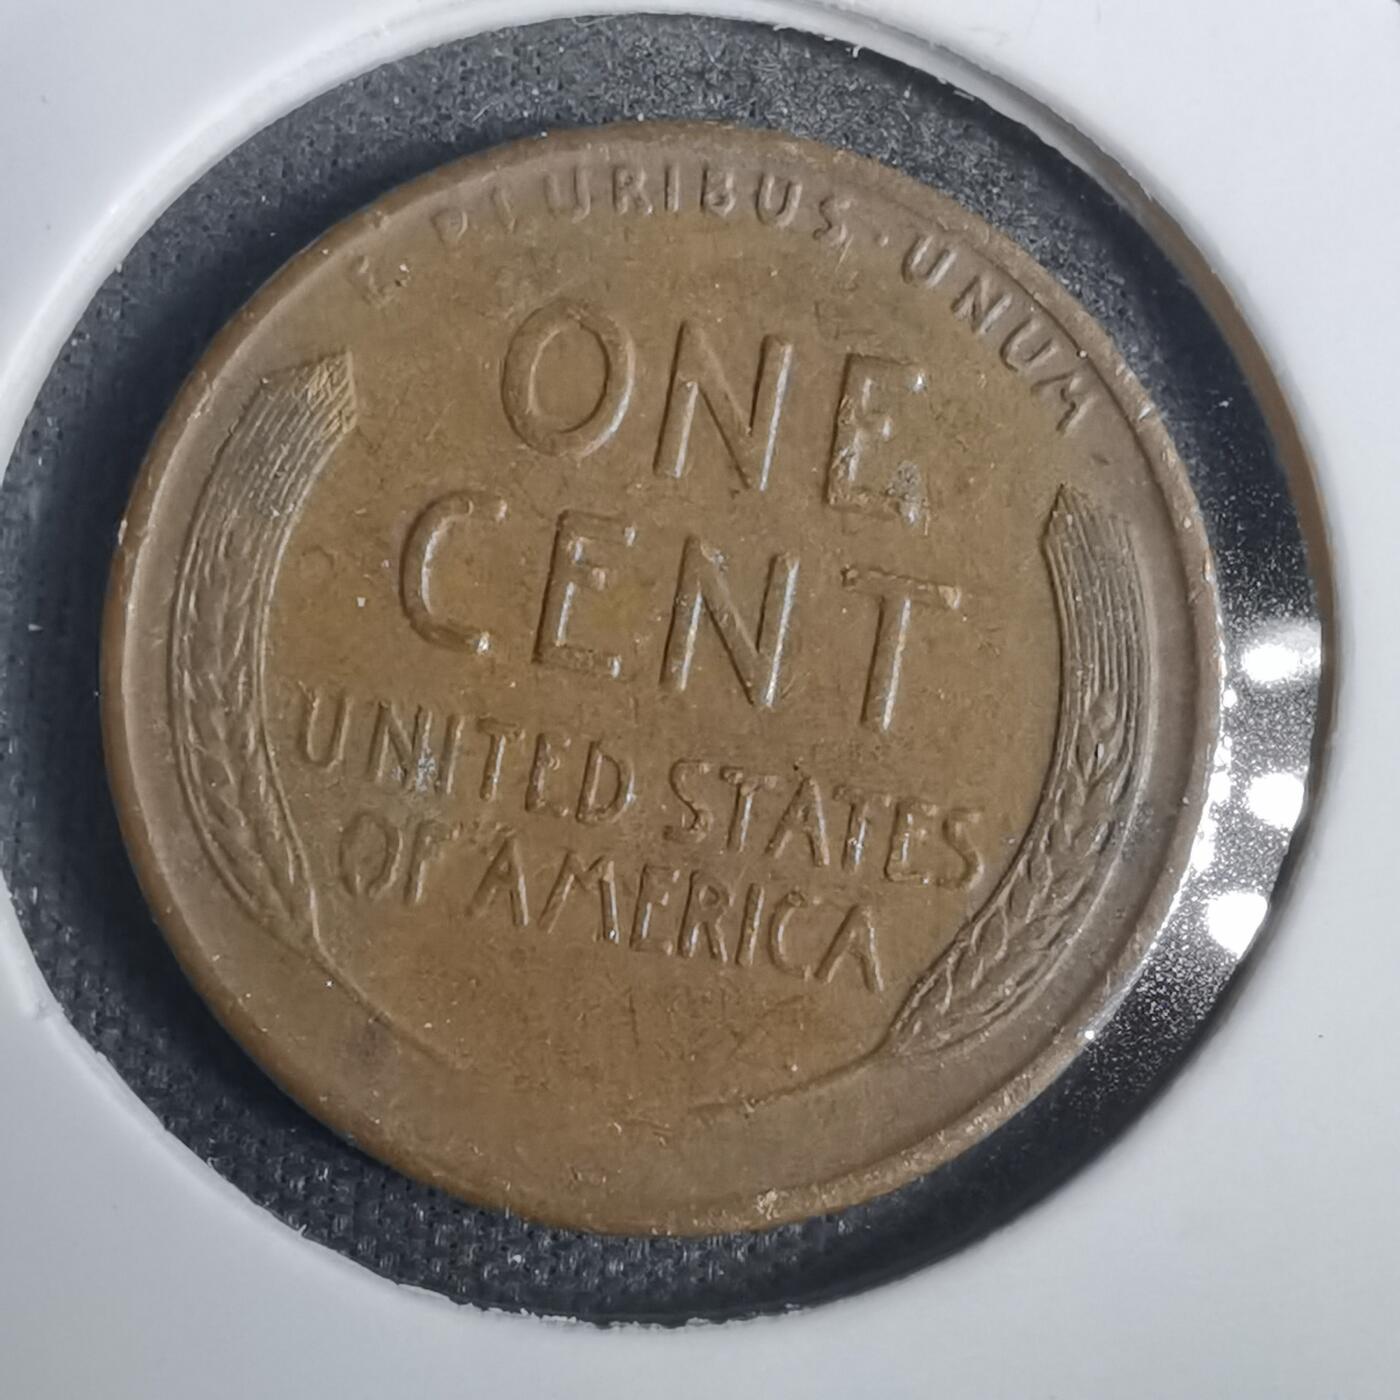 E · PLURIBUS · UNUM
ONE
CENT
UNITED STATES
OF AMERICA